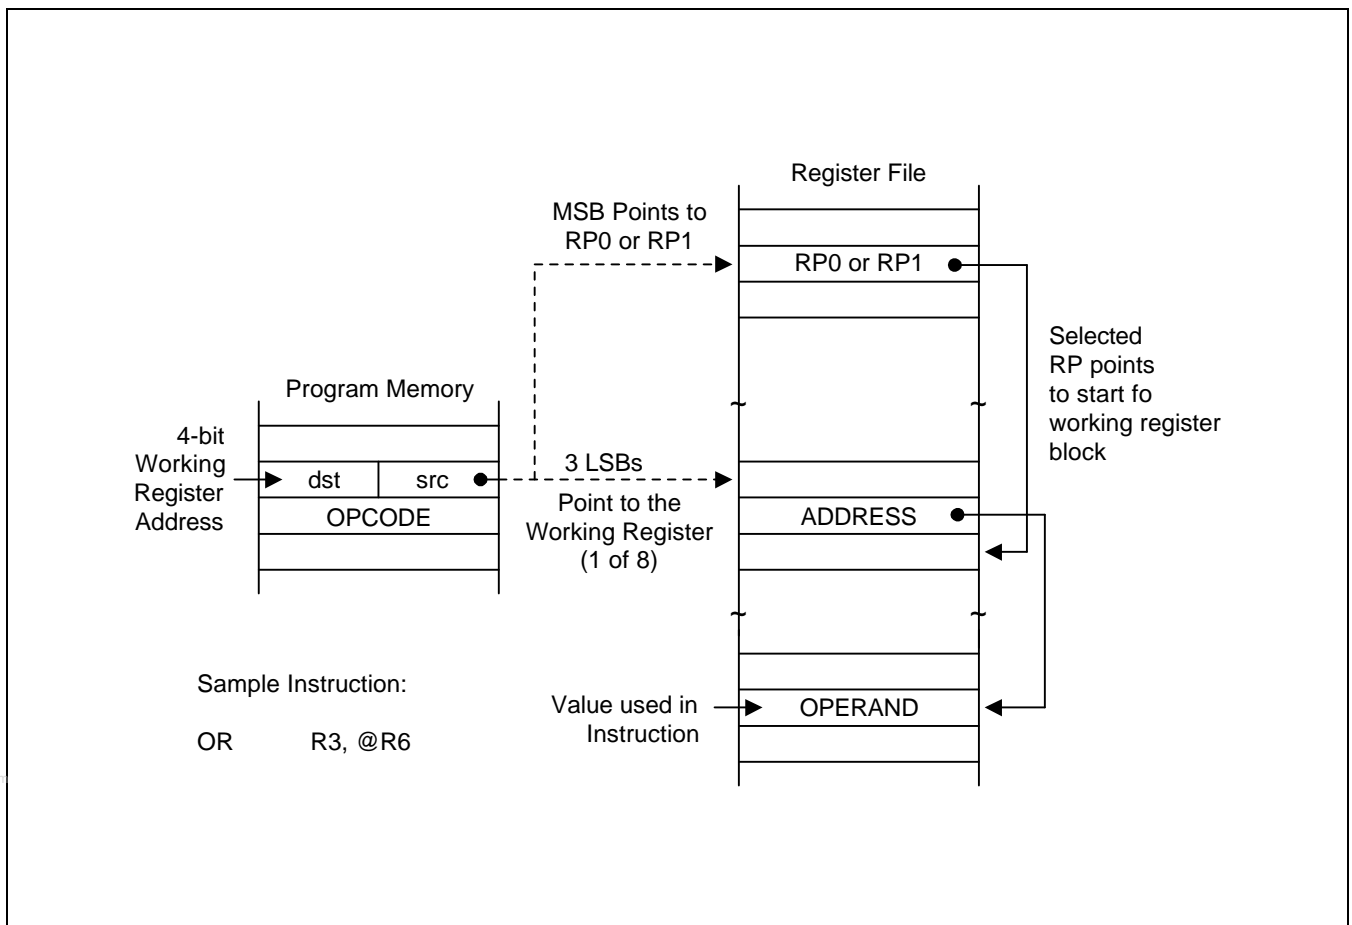 Register File
MSB Points to
RP0 or RP1
RP0 or RP1
Selected
RP points
to start fo
working register
block
Program Memory
4-bit
Working
Register
Address
dst
src
OPCODE
3 LSBs
Point to the
Working Register
(1 of 8)
ADDRESS
Sample Instruction:
OR R3, @R6
Value used in
Instruction
OPERAND